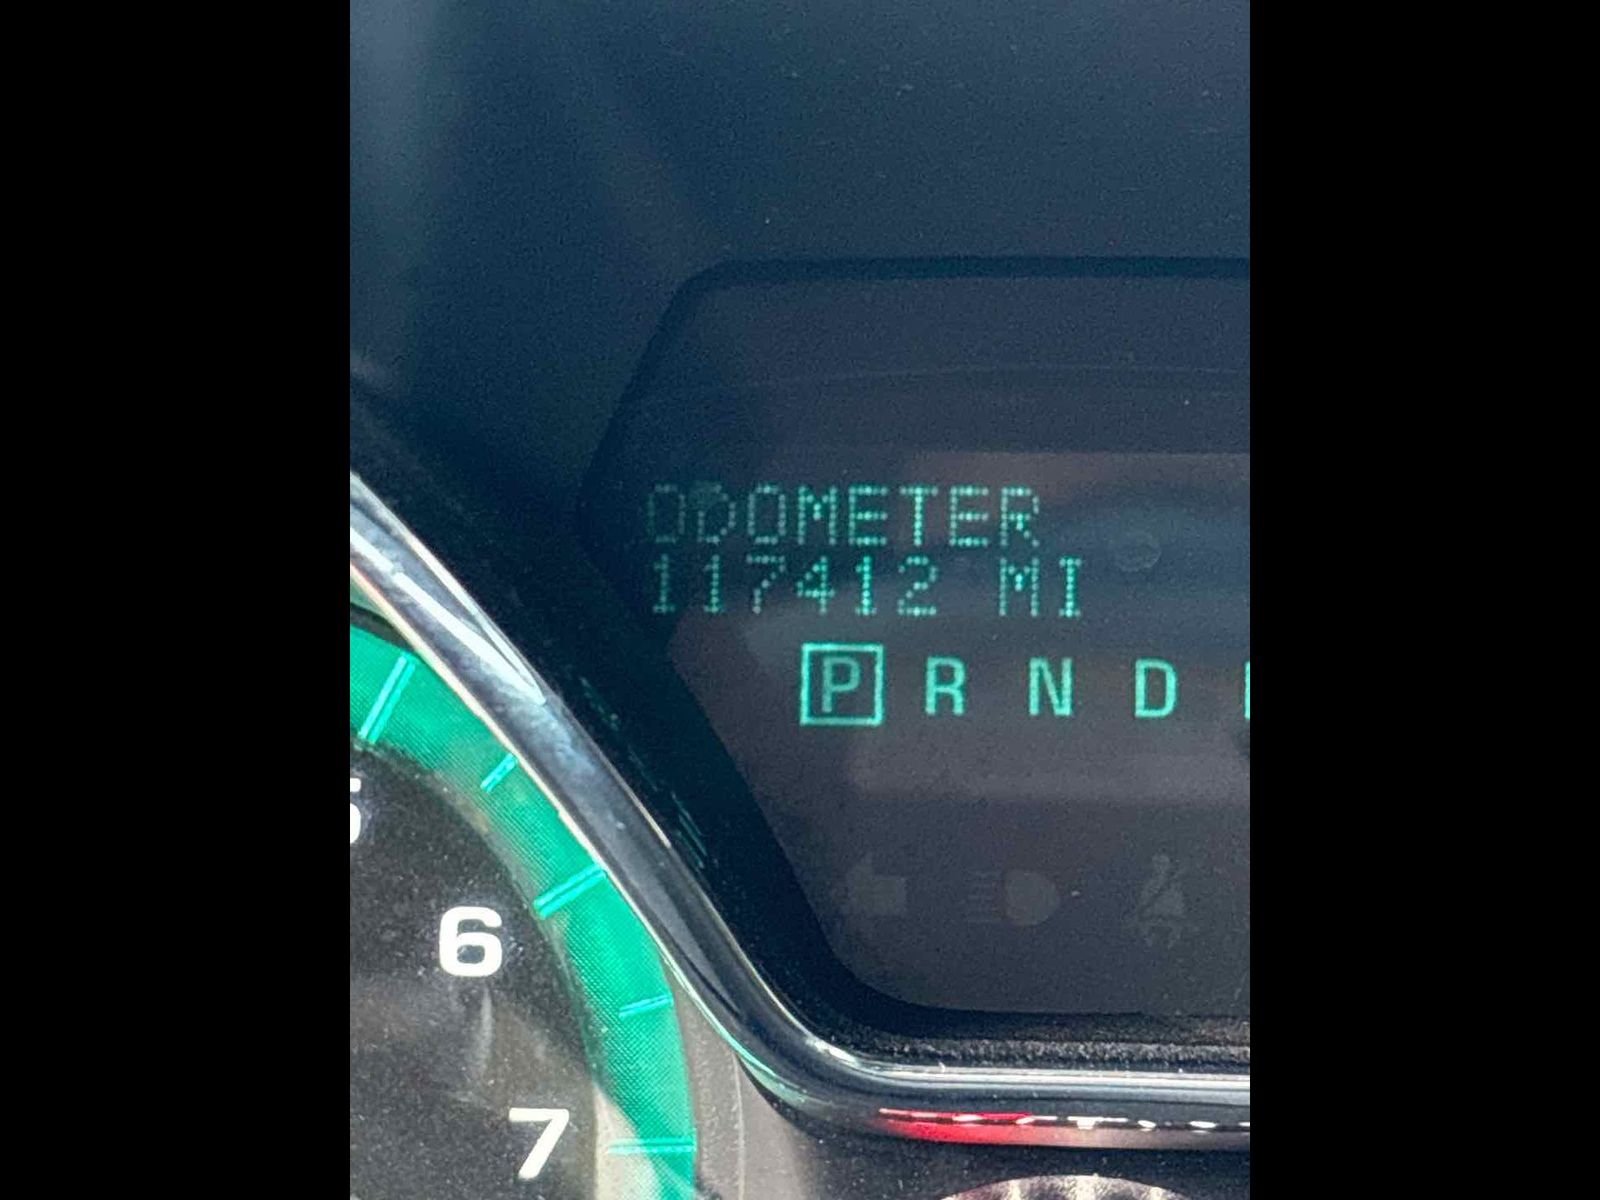 ODOMETER
117412 MI
P R N D
6
7